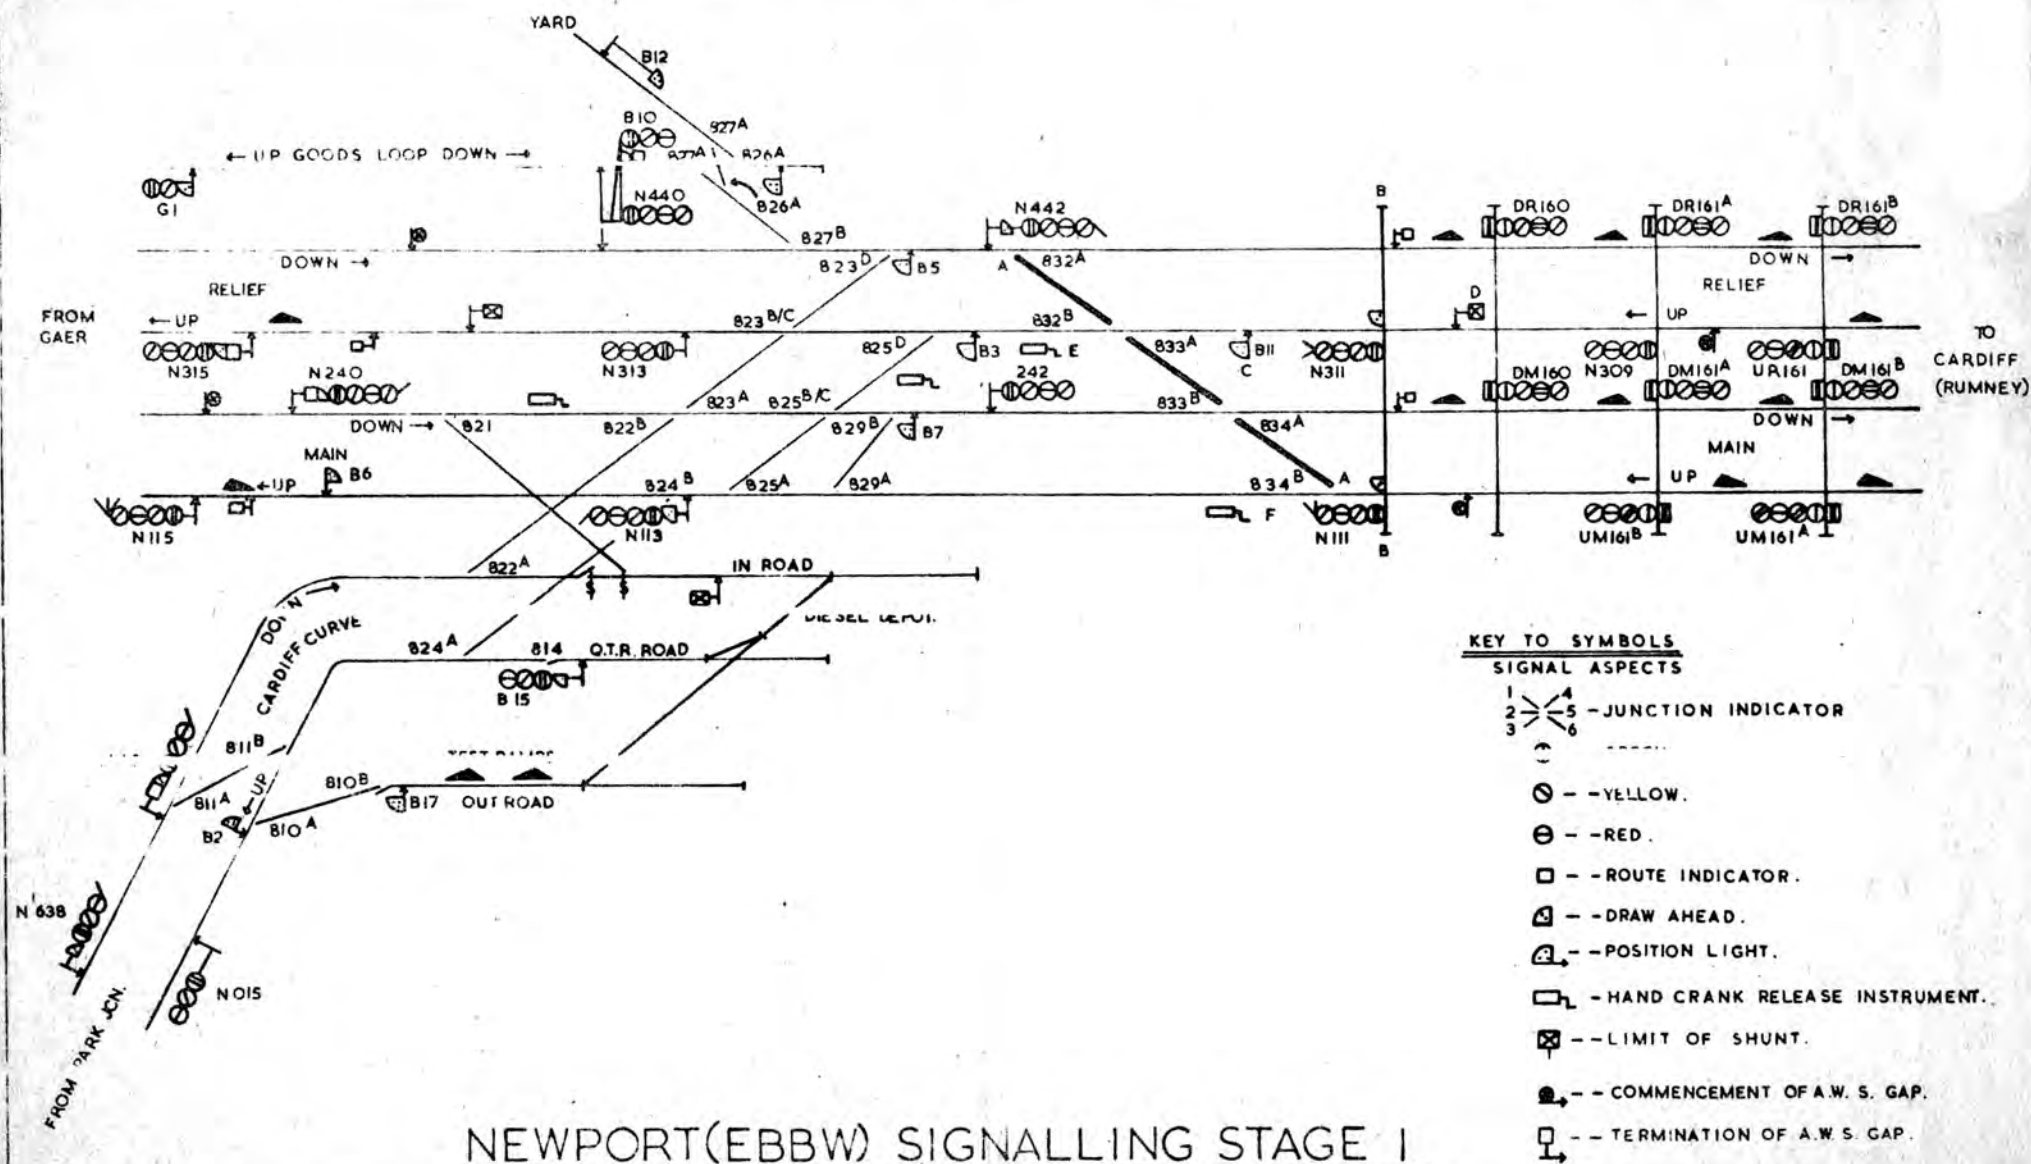 YARD
B12
B10
827A
← UP GOODS LOOP DOWN →
826A
G1
N440
B26A
N442
B
DR160
DR161A
DR161B
827B
DOWN →
823D
B5
A
832A
DOWN →
RELIEF
RELIEF
FROM
GAER
← UP
823B/C
832B
D
← UP
TO
CARDIFF
(RUMNEY)
N315
N240
N313
825D
B3
E
833A
B11
C
N311
N309
UR161
242
DM160
DM161A
DM161B
823A
825B/C
833B
DOWN →
821
822B
829B
B7
834A
DOWN →
MAIN
MAIN
B6
← UP
824B
825A
829A
834B
A
← UP
N115
N113
F
N111
B
UM161B
UM161A
822A
IN ROAD
DOWN
CARDIFF CURVE
DIESEL DEPOT.
824A
814
O.T.R. ROAD
B15
811B
811A
← UP
810B
B17
OUT ROAD
B2
810A
N638
N015
FROM PARK JCN.
KEY TO SYMBOLS
SIGNAL ASPECTS
1 4
2 5 - JUNCTION INDICATOR
3 6
- - YELLOW.
- - RED.
- - ROUTE INDICATOR.
- - DRAW AHEAD.
- - POSITION LIGHT.
- HAND CRANK RELEASE INSTRUMENT.
- - LIMIT OF SHUNT.
- - COMMENCEMENT OF A.W.S. GAP.
- - TERMINATION OF A.W.S. GAP.
NEWPORT(EBBW) SIGNALLING STAGE 1